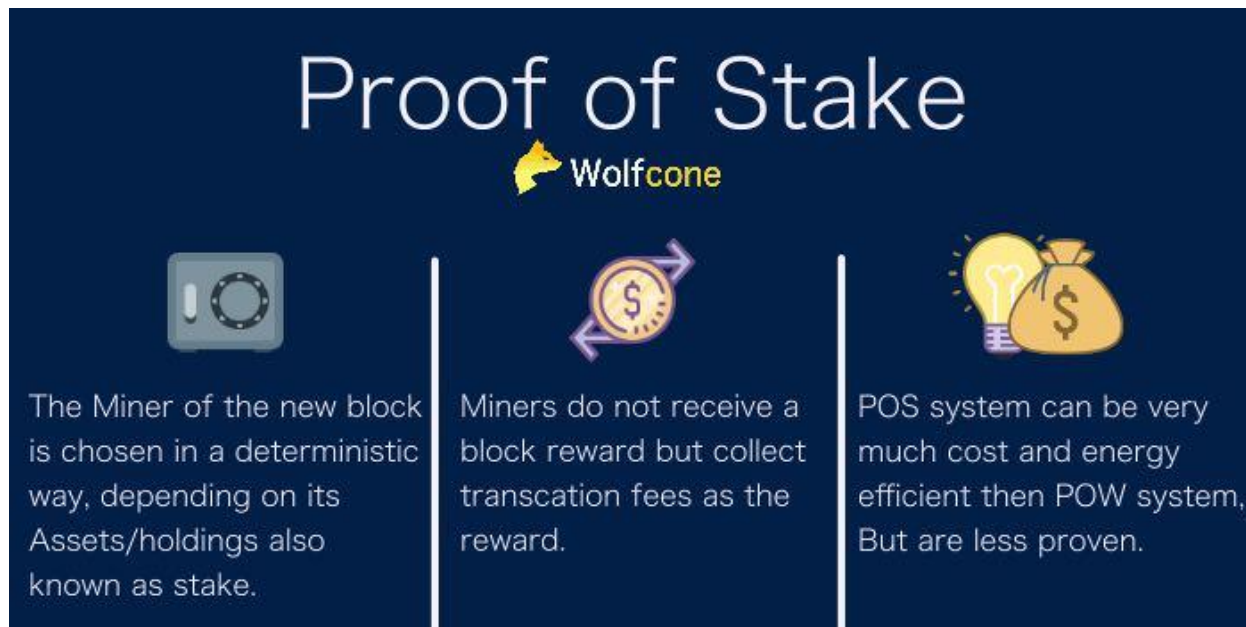 Proof of Stake
Wolfcone
The Miner of the new block
is chosen in a deterministic
way, depending on its
Assets/holdings also
known as stake.
Miners do not receive a
block reward but collect
transcation fees as the
reward.
POS system can be very
much cost and energy
efficient then POW system,
But are less proven.